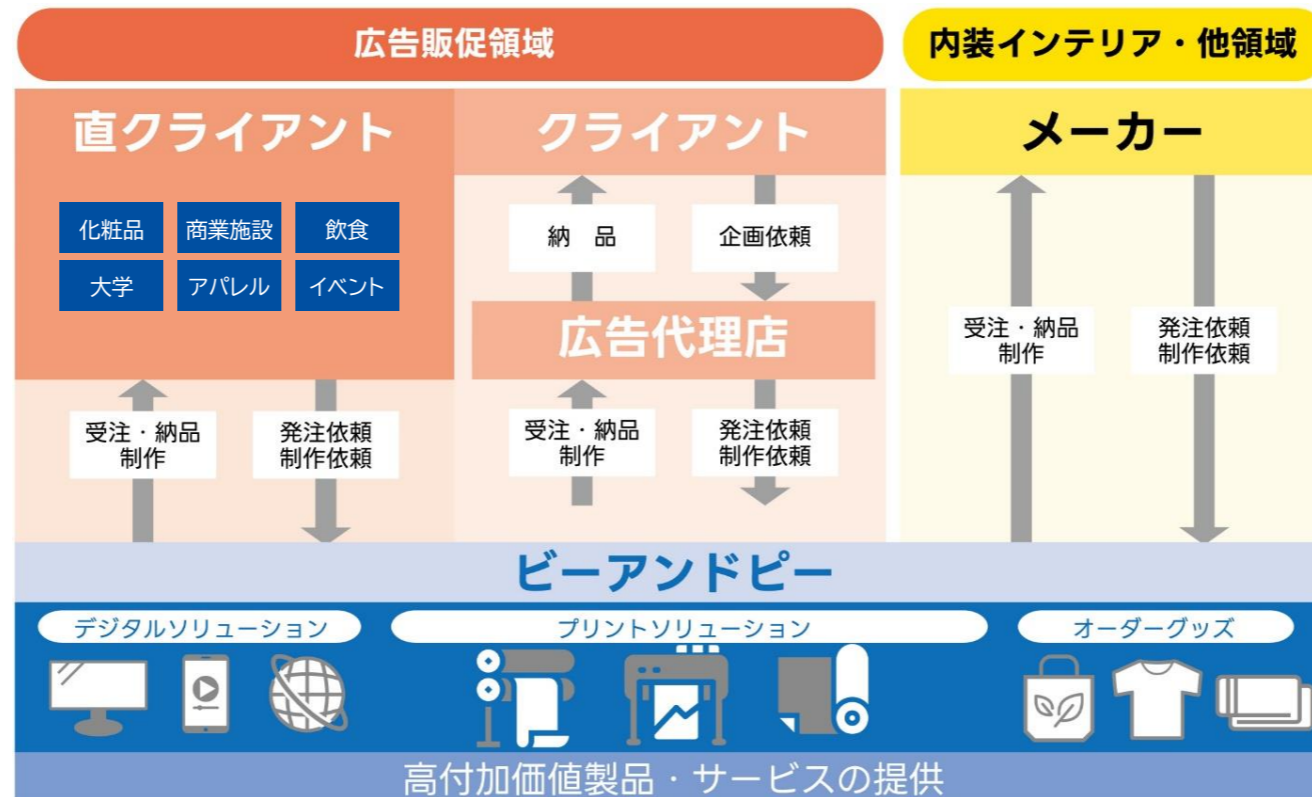 広告販促領域
内装インテリア・他領域
直クライアント
化粧品
商業施設
飲食
大学
アパレル
イベント
受注・納品
制作
発注依頼
制作依頼
クライアント
納 品
企画依頼
広告代理店
受注・納品
制作
発注依頼
制作依頼
メーカー
受注・納品
制作
発注依頼
制作依頼
ビーアンドピー
デジタルソリューション
プリントソリューション
オーダーグッズ
高付加価値製品・サービスの提供